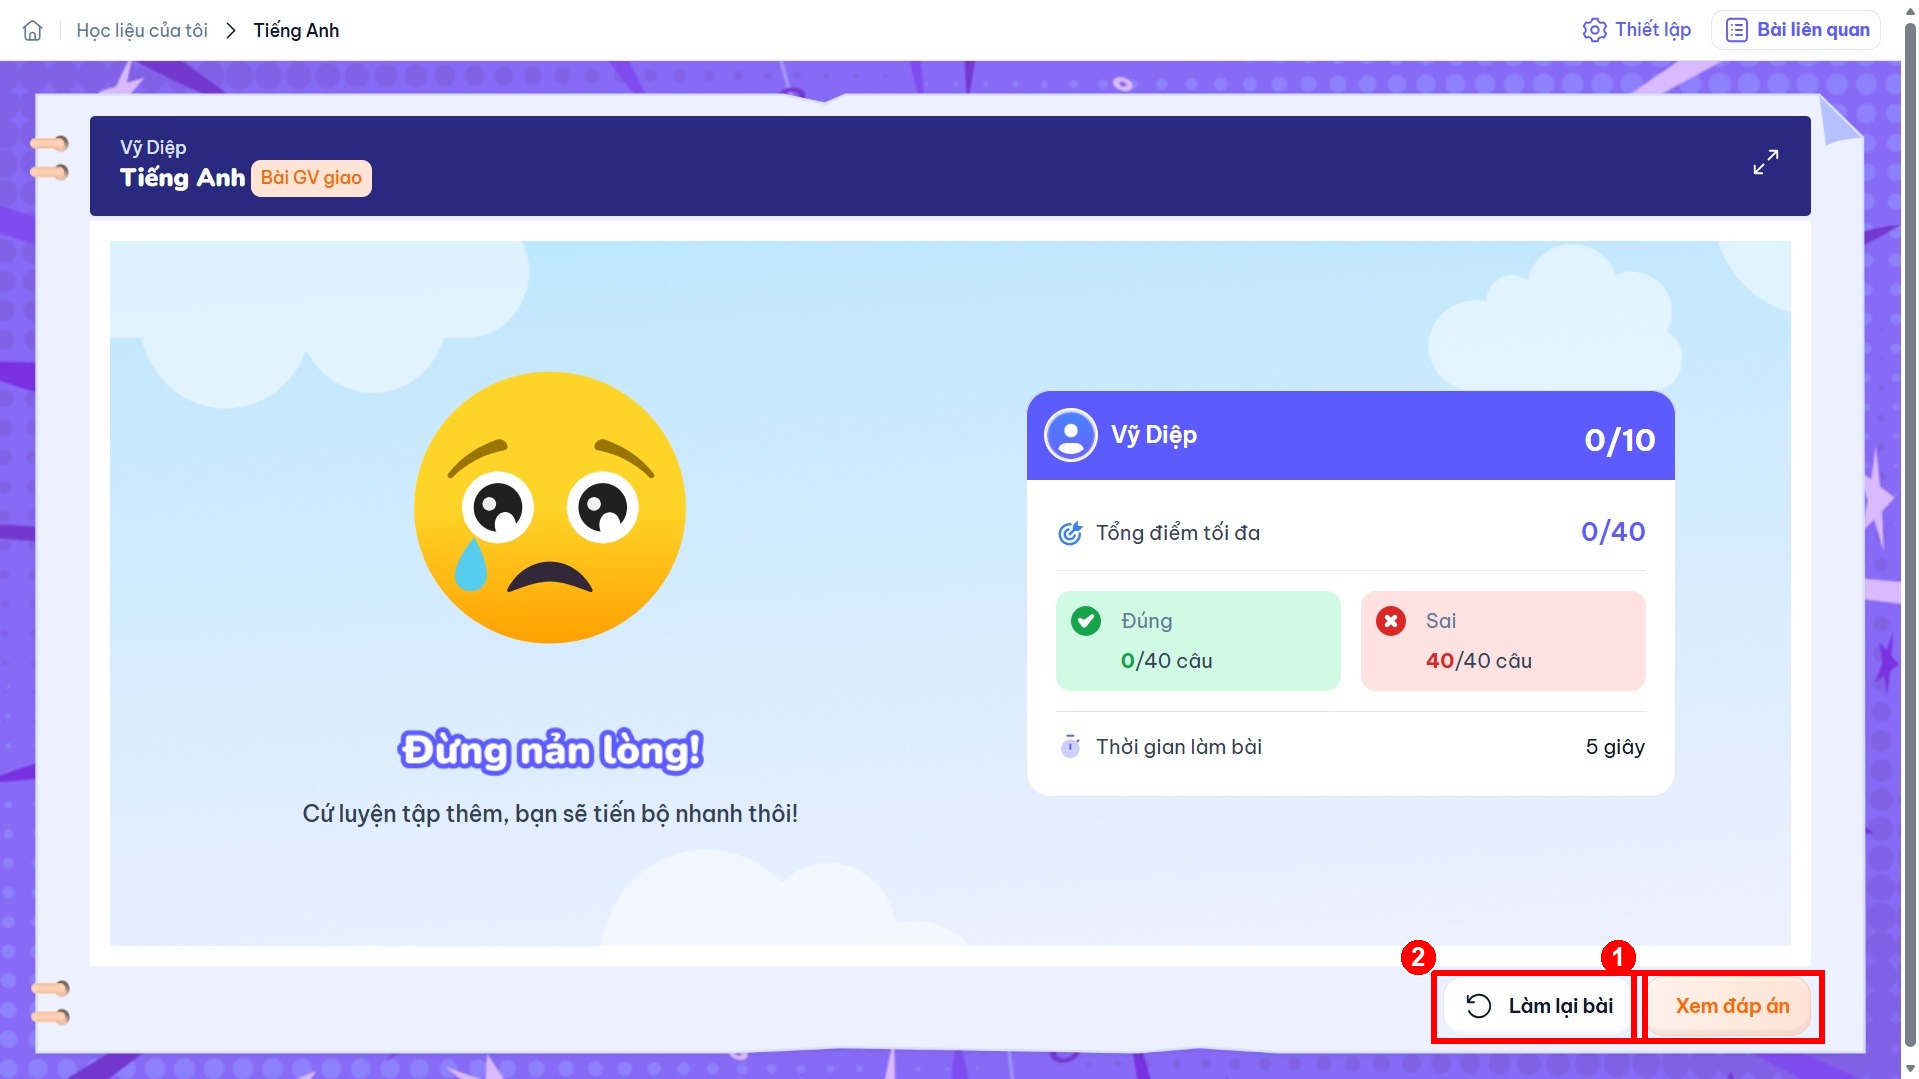 Học liệu của tôi > Tiếng Anh
Thiết lập
Bài liên quan
Vỹ Diệp
Tiếng Anh Bài GV giao
Vỹ Diệp
0/10
Tổng điểm tối đa
0/40
Đúng
0/40 câu
Sai
40/40 câu
Thời gian làm bài
5 giây
Đừng nản lòng!
Cứ luyện tập thêm, bạn sẽ tiến bộ nhanh thôi!
2
1
Làm lại bài
Xem đáp án